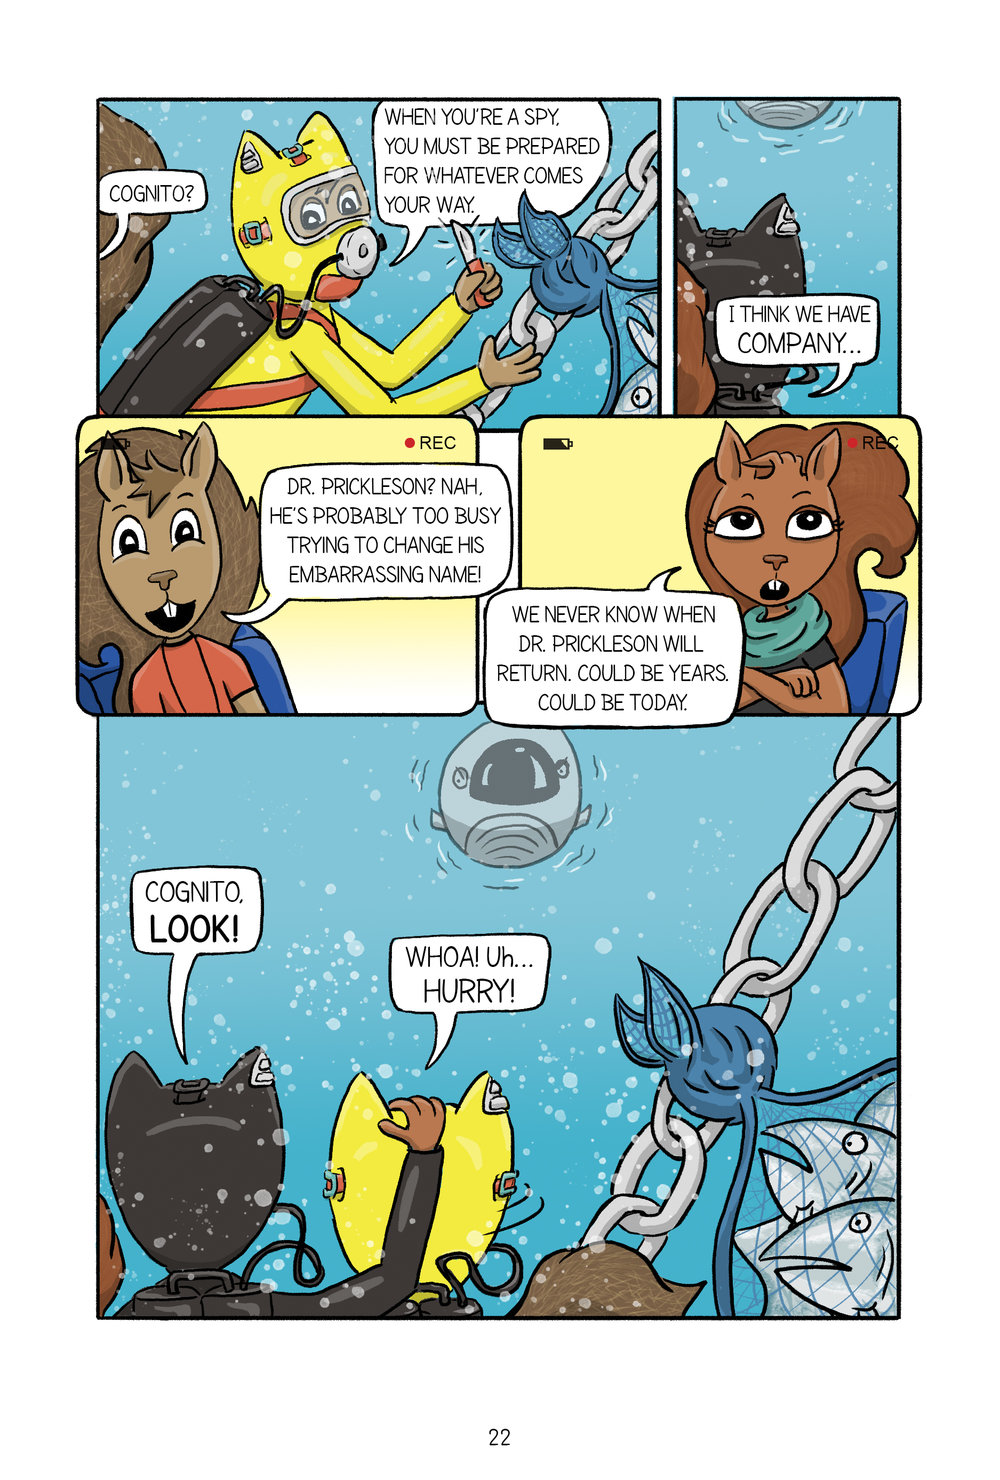 COGNITO?
WHEN YOU'RE A SPY,
YOU MUST BE PREPARED
FOR WHATEVER COMES
YOUR WAY.
I THINK WE HAVE
COMPANY...
REC
DR. PRICKLESON? NAH,
HE'S PROBABLY TOO BUSY
TRYING TO CHANGE HIS
EMBARRASSING NAME!
REC
WE NEVER KNOW WHEN
DR. PRICKLESON WILL
RETURN. COULD BE YEARS.
COULD BE TODAY.
COGNITO,
LOOK!
WHOA! Uh...
HURRY!
22